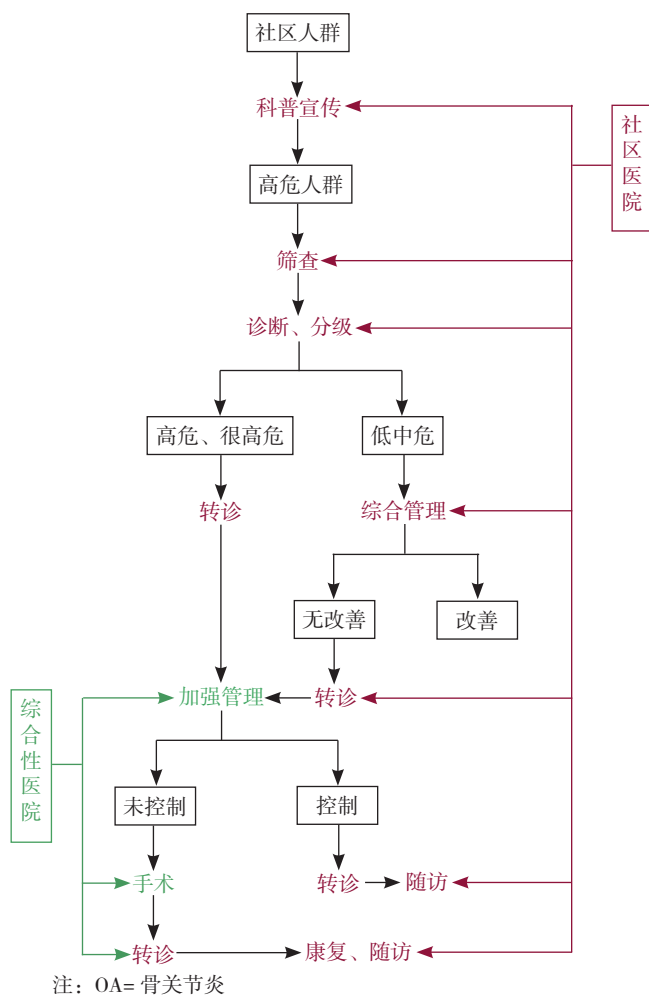 社区人群
科普宣传
社区医院
高危人群
筛查
诊断、分级
高危、很高危
低中危
转诊
综合管理
无改善
改善
综合性医院
加强管理
转诊
未控制
控制
手术
转诊
随访
转诊
康复、随访
注：OA=骨关节炎